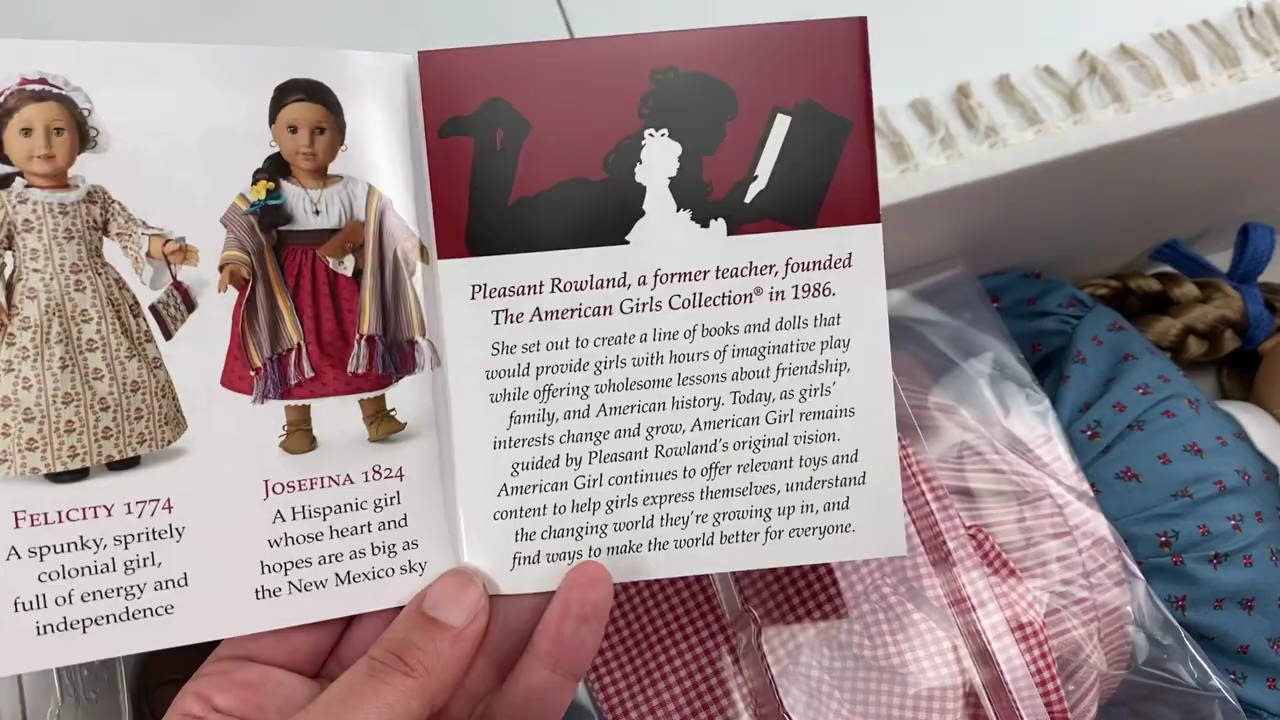 FELICITY 1774
A spunky, spritely
colonial girl,
full of energy and
independence
JOSEFINA 1824
A Hispanic girl
whose heart and
hopes are as big as
the New Mexico sky
Pleasant Rowland, a former teacher, founded
The American Girls Collection® in 1986.
She set out to create a line of books and dolls that
would provide girls with hours of imaginative play
while offering wholesome lessons about friendship,
family, and American history. Today, as girls’
interests change and grow, American Girl remains
guided by Pleasant Rowland’s original vision.
American Girl continues to offer relevant toys and
content to help girls express themselves, understand
the changing world they’re growing up in, and
find ways to make the world better for everyone.